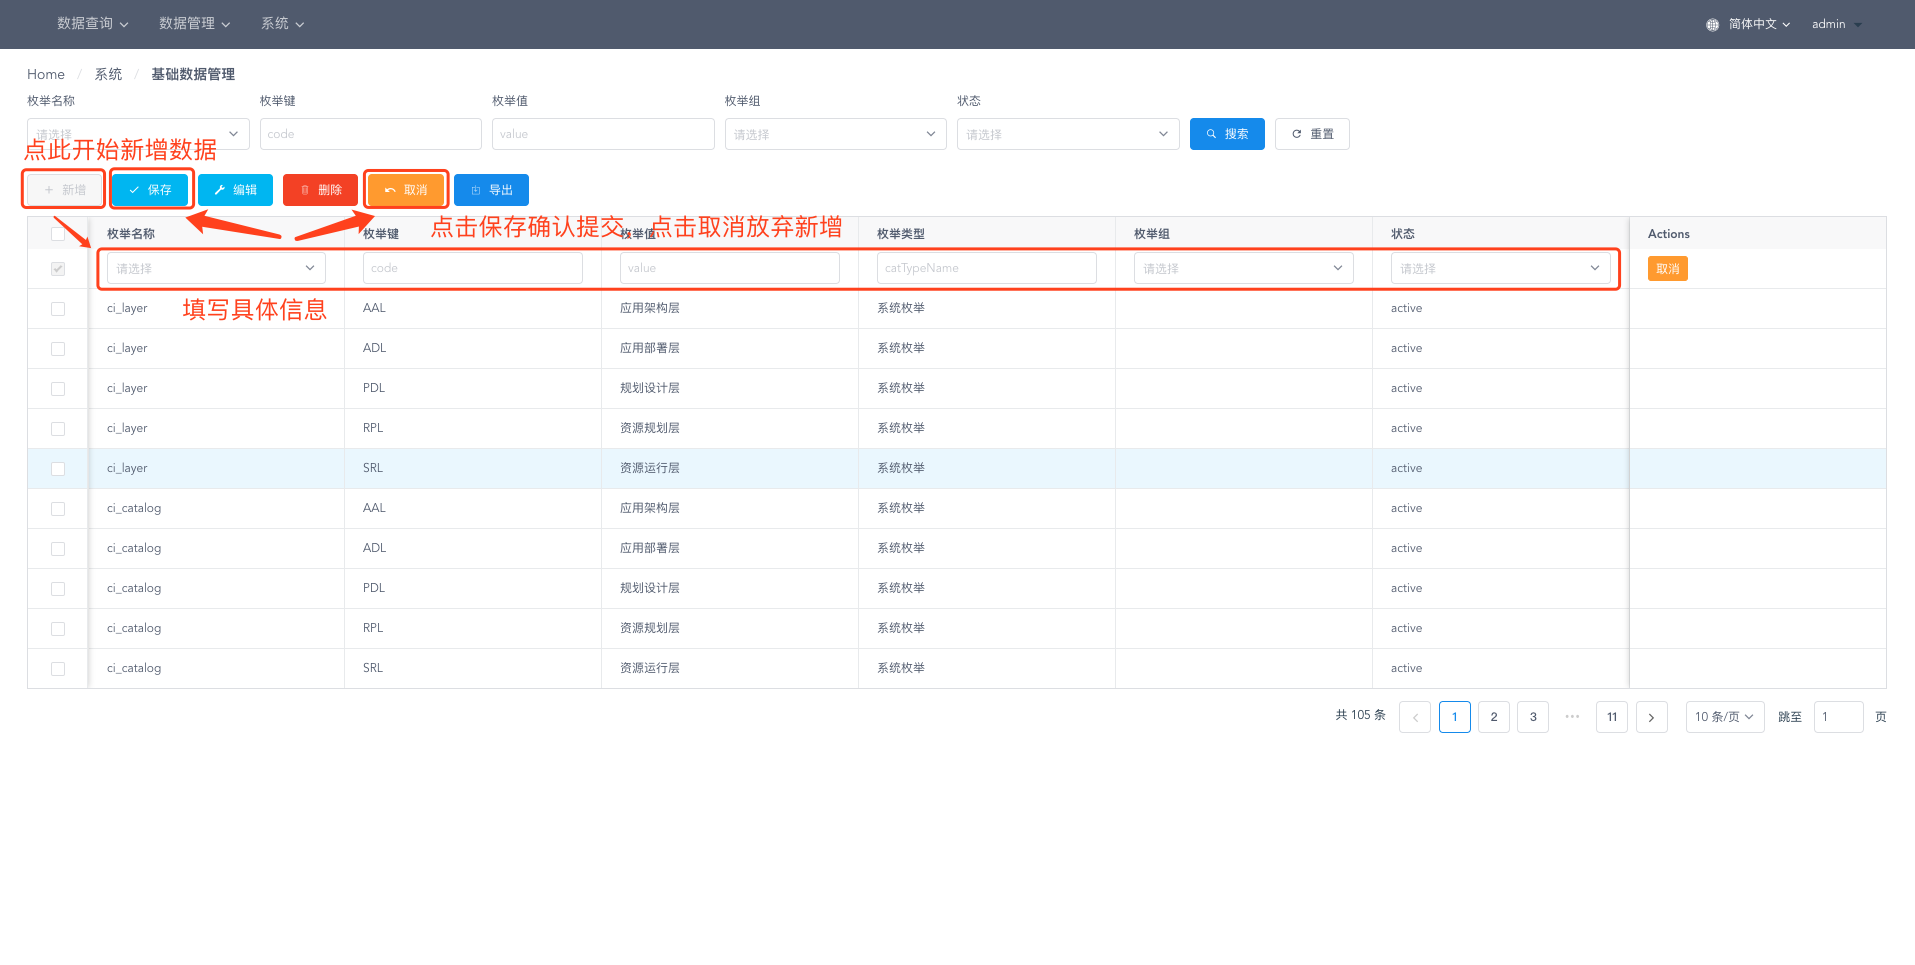 数据查询 数据管理 系统 简体中文 admin
Home / 系统 / 基础数据管理
枚举名称 枚举键 枚举值 枚举组 状态
请选择 code value 请选择 请选择 搜索 重置
点此开始新增数据
+ 新增 保存 编辑 删除 取消 导出
点击保存确认提交，点击取消放弃新增
枚举名称 枚举键 枚举值 枚举类型 枚举组 状态 Actions
请选择 code value catTypeName 请选择 请选择 取消
填写具体信息
ci_layer AAL 应用架构层 系统枚举 active
ci_layer ADL 应用部署层 系统枚举 active
ci_layer PDL 规划设计层 系统枚举 active
ci_layer RPL 资源规划层 系统枚举 active
ci_layer SRL 资源运行层 系统枚举 active
ci_catalog AAL 应用架构层 系统枚举 active
ci_catalog ADL 应用部署层 系统枚举 active
ci_catalog PDL 规划设计层 系统枚举 active
ci_catalog RPL 资源规划层 系统枚举 active
ci_catalog SRL 资源运行层 系统枚举 active
共 105 条 < 1 2 3 ••• 11 > 10 条/页 跳至 1 页